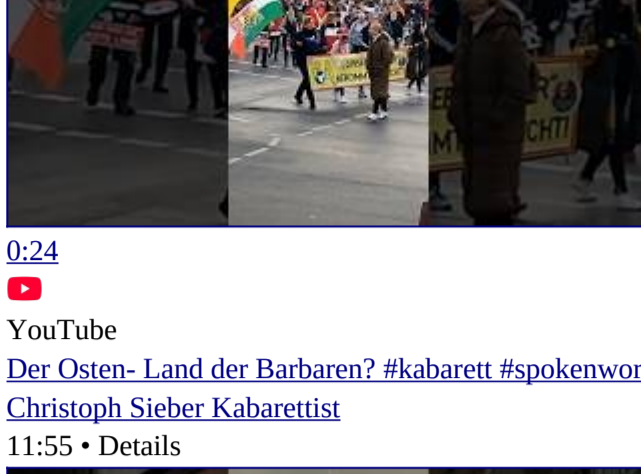 0:24
YouTube
Der Osten- Land der Barbaren? #kabarett #spokenwor
Christoph Sieber Kabarettist
11:55 • Details